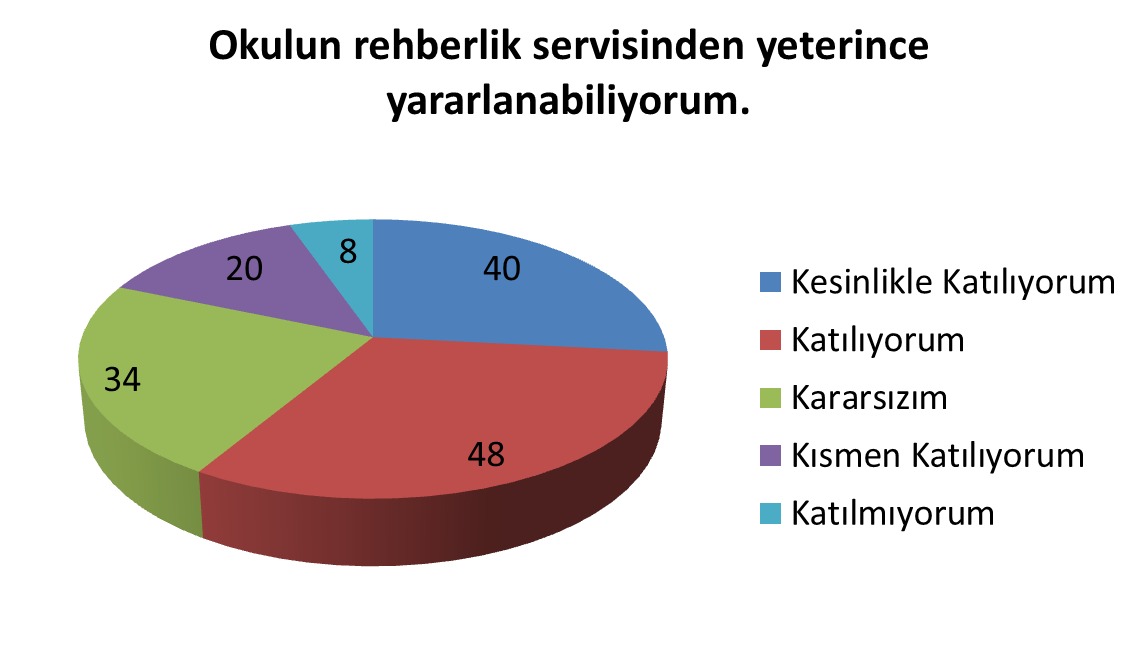 Okulun rehberlik servisinden yeterince
yararlanabiliyorum.
8
20
40
34
48
Kesinlikle Katılıyorum
Katılıyorum
Kararsızım
Kısmen Katılıyorum
Katılmıyorum